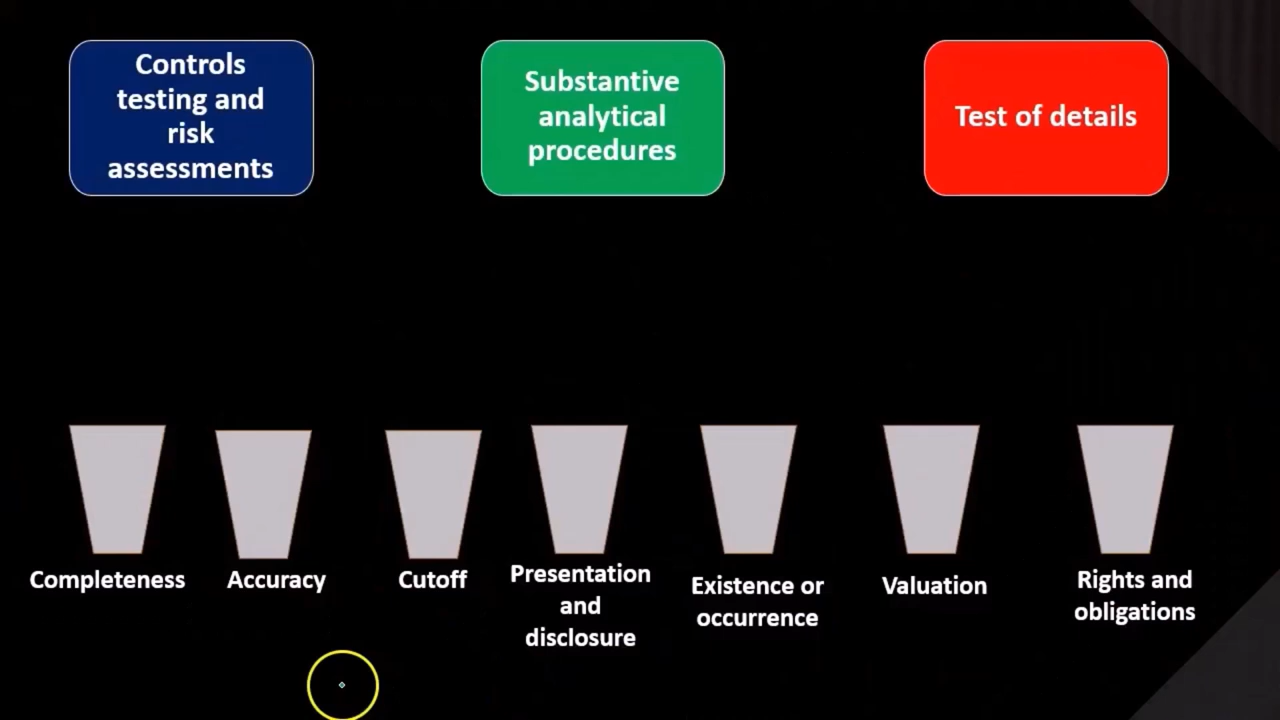 Controls
testing and
risk
assessments
Substantive
analytical
procedures
Test of details
Completeness
Accuracy
Cutoff
Presentation
and
disclosure
Existence or
occurrence
Valuation
Rights and
obligations